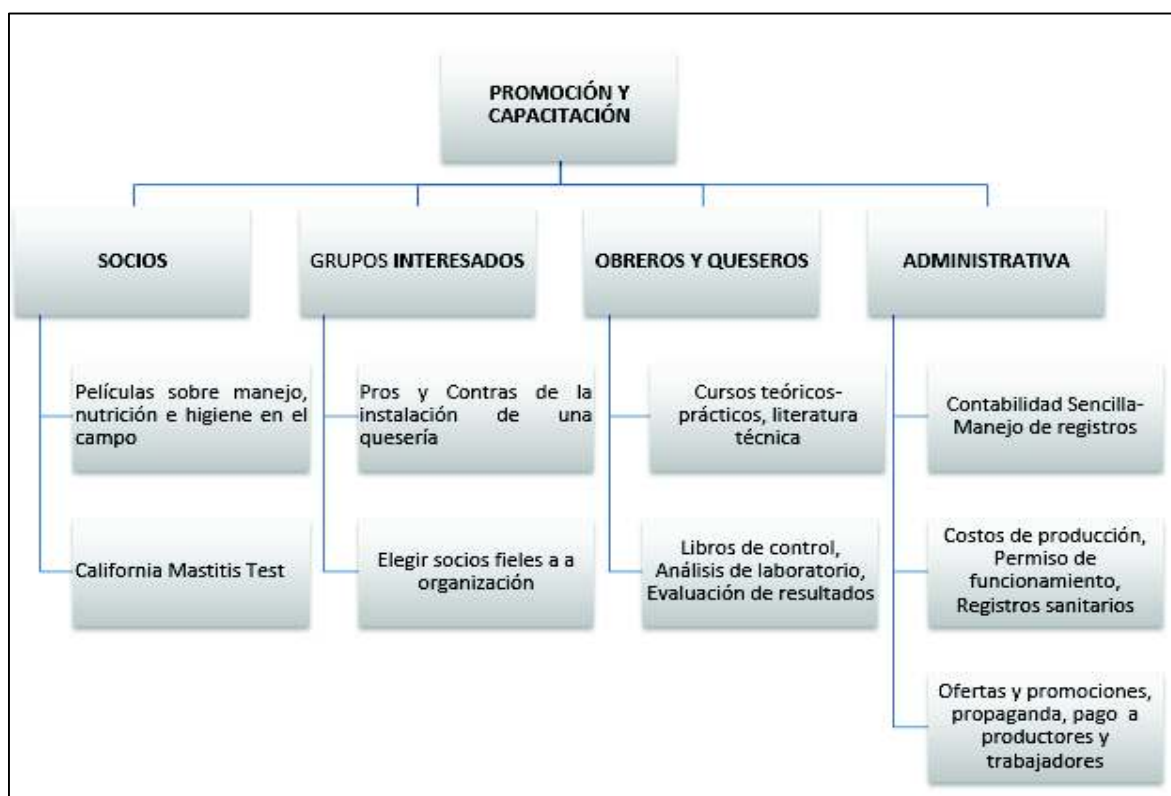 PROMOCIÓN Y
CAPACITACIÓN
SOCIOS
GRUPOS INTERESADOS
OBREROS Y QUESEROS
ADMINISTRATIVA
Películas sobre manejo,
nutrición e higiene en el
campo
California Mastitis Test
Pros y Contras de la
instalación de una
quesería
Elegir socios fieles a a
organización
Cursos teóricos-
prácticos, literatura
técnica
Libros de control,
Análisis de laboratorio,
Evaluación de resultados
Contabilidad Sencilla-
Manejo de registros
Costos de producción,
Permiso de
funcionamiento,
Registros sanitarios
Ofertas y promociones,
propaganda, pago a
productores y
trabajadores